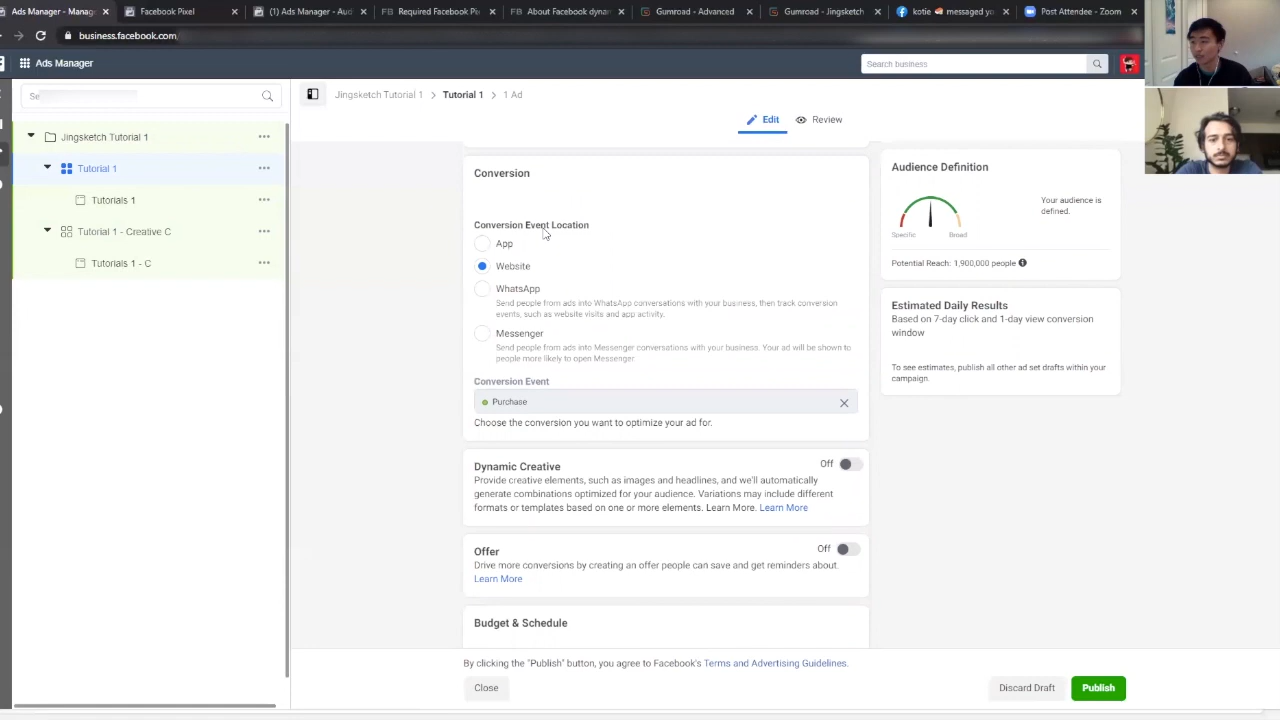 Ads Manager - Manag
Facebook Pixel
(1) Ads Manager - Aud
Required Facebook Pi
About Facebook dynar
Gumroad - Advanced
Gumroad - Jingsketch
kotie
messaged yo
Post Attendee - Zoom
business.facebook.com/
Ads Manager
Search business
Se
Jingsketch Tutorial 1 > Tutorial 1 > 1 Ad
Edit
Review
Jingsketch Tutorial 1
Tutorial 1
Tutorials 1
Tutorial 1 - Creative C
Tutorials 1 - C
Conversion
Conversion Event Location
App
Website
WhatsApp
Send people from ads into WhatsApp conversations with your business, then track conversion
events, such as website visits and app activity.
Messenger
Send people from ads into Messenger conversations with your business. Your ad will be shown to
people more likely to open Messenger
Conversion Event
Purchase
Choose the conversion you want to optimize your ad for.
Dynamic Creative
Off
Provide creative elements, such as images and headlines, and we'll automatically
generate combinations optimized for your audience. Variations may include different
formats or templates based on one or more elements. Learn More. Learn More
Offer
Off
Drive more conversions by creating an offer people can save and get reminders about.
Learn More
Budget & Schedule
Audience Definition
Your audience is
defined.
Specific
Broad
Potential Reach: 1,900,000 people
Estimated Daily Results
Based on 7-day click and 1-day view conversion
window
To see estimates, publish all other ad set drafts within your
campaign.
By clicking the "Publish" button, you agree to Facebook's Terms and Advertising Guidelines.
Close
Discard Draft
Publish